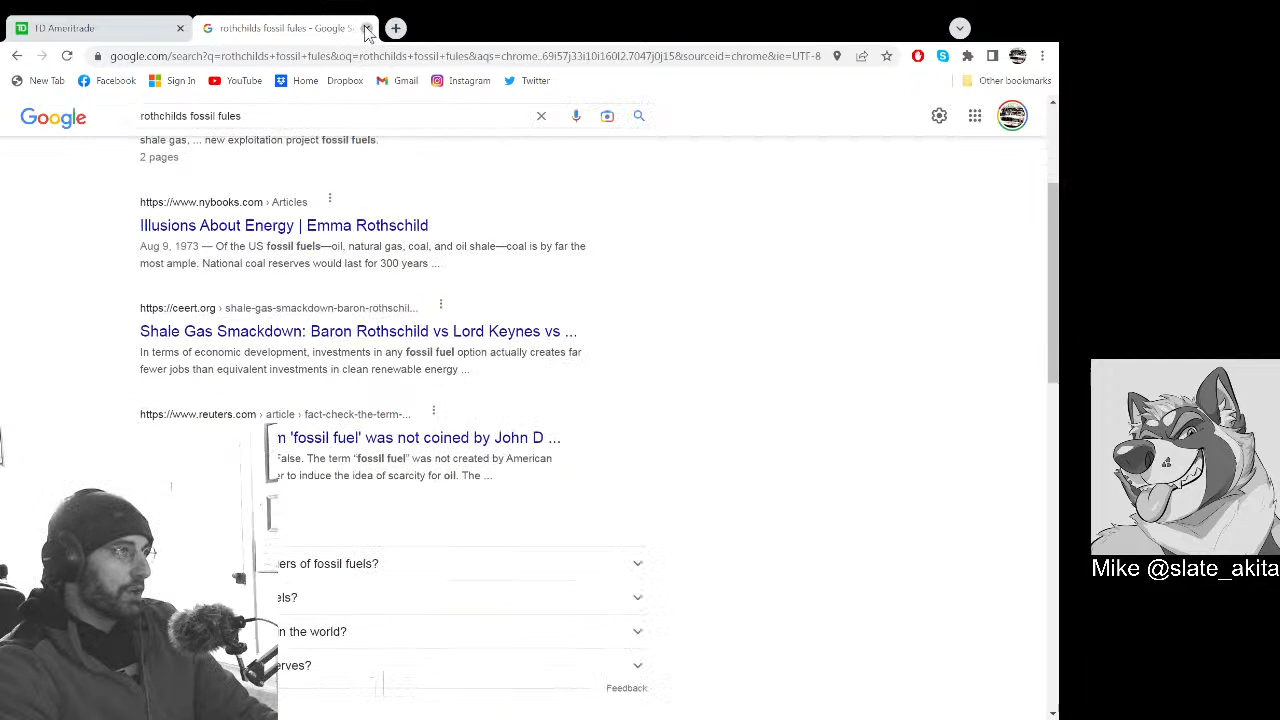 TD Ameritrade
rothchilds fossil fules - Google S
google.com/search?q=rothchilds+fossil+fules&oq=rothchilds+fossil+fules&aqs=chrome.69i57j33i10i160l2.7047j0j15&sourceid=chrome&ie=UTF-8
New Tab Facebook Sign In YouTube Home Dropbox Gmail Instagram Twitter Other bookmarks
Google rothchilds fossil fules
shale gas, ... new exploitation project fossil fuels.
2 pages
https://www.nybooks.com › Articles
Illusions About Energy | Emma Rothschild
Aug 9, 1973 — Of the US fossil fuels—oil, natural gas, coal, and oil shale—coal is by far the
most ample. National coal reserves would last for 300 years ...
https://ceert.org › shale-gas-smackdown-baron-rothschil...
Shale Gas Smackdown: Baron Rothschild vs Lord Keynes vs ...
In terms of economic development, investments in any fossil fuel option actually creates far
fewer jobs than equivalent investments in clean renewable energy ...
https://www.reuters.com › article › fact-check-the-term-...
'fossil fuel' was not coined by John D ...
False. The term “fossil fuel” was not created by American
to induce the idea of scarcity for oil. The ...
of fossil fuels?
in the world?
Feedback
Mike @slate_akita